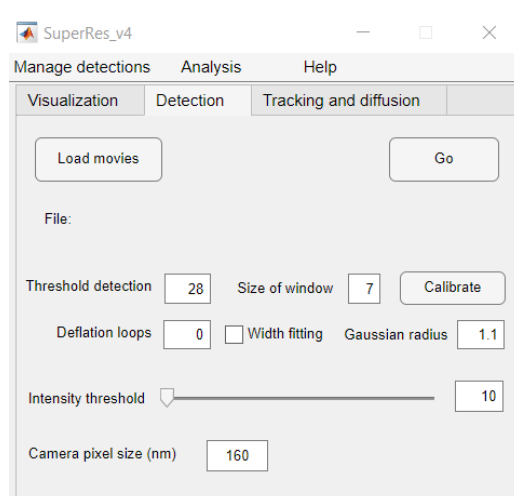 SuperRes_v4
Manage detections Analysis Help
Visualization Detection Tracking and diffusion
Load movies Go
File:
Threshold detection 28 Size of window 7 Calibrate
Deflation loops 0 Width fitting Gaussian radius 1.1
Intensity threshold 10
Camera pixel size (nm) 160